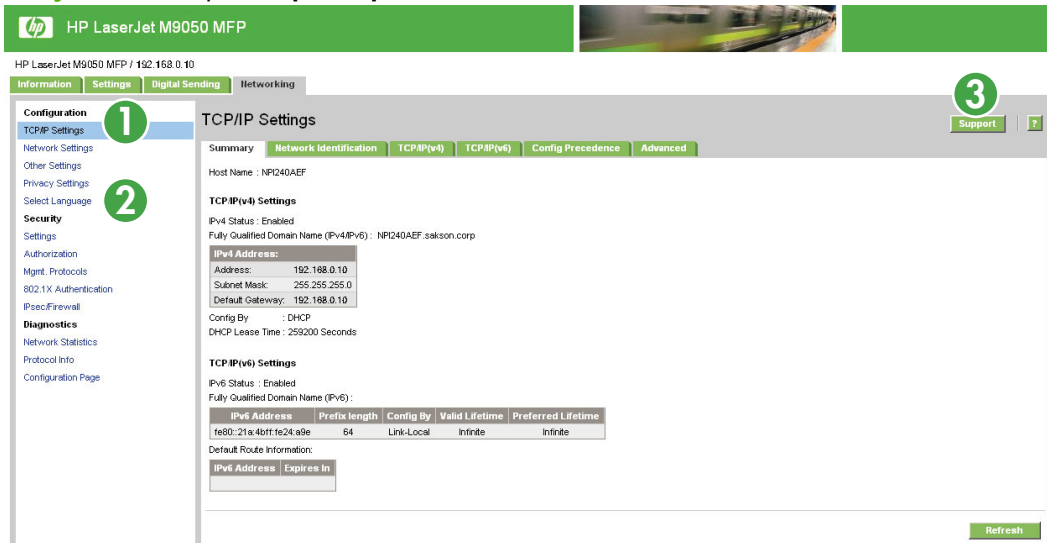 hp HP LaserJet M9050 MFP
HP LaserJet M9050 MFP / 192.168.0.10
Information Settings Digital Sending Networking
Configuration
TCP/IP Settings
Network Settings
Other Settings
Privacy Settings
Select Language
Security
Settings
Authorization
Mgmt. Protocols
802.1X Authentication
IPsec/Firewall
Diagnostics
Network Statistics
Protocol Info
Configuration Page
1
2
3
TCP/IP Settings
Support ?
Summary Network Identification TCP/IP(v4) TCP/IP(v6) Config Precedence Advanced
Host Name : NPI240AEF
TCP/IP(v4) Settings
IPv4 Status : Enabled
Fully Qualified Domain Name (IPv4/IPv6) : NPI240AEF.sakson.corp
IPv4 Address:
Address: 192.168.0.10
Subnet Mask: 255.255.255.0
Default Gateway: 192.168.0.10
Config By : DHCP
DHCP Lease Time : 259200 Seconds
TCP/IP(v6) Settings
IPv6 Status : Enabled
Fully Qualified Domain Name (IPv6) :
IPv6 Address Prefix length Config By Valid Lifetime Preferred Lifetime
fe80::21a:4bff:fe24:a9e 64 Link-Local Infinite Infinite
Default Route Information:
IPv6 Address Expires In
Refresh